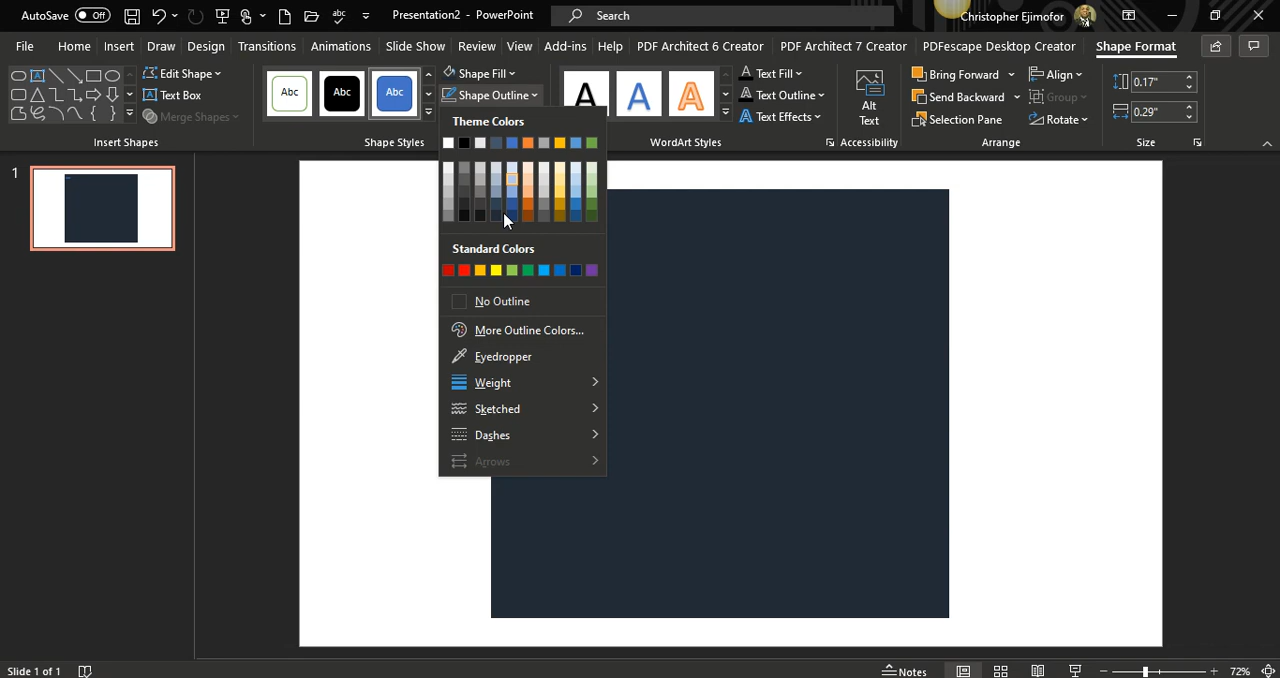 AutoSave Off Presentation2 - PowerPoint Search Christopher Ejimofor
File Home Insert Draw Design Transitions Animations Slide Show Review View Add-ins Help PDF Architect 6 Creator PDF Architect 7 Creator PDFescape Desktop Creator Shape Format
Edit Shape Abc Abc Abc Shape Fill A A A Text Fill Bring Forward Align 0.17"
Text Box Shape Outline Text Outline Alt Text Send Backward Group 0.29"
Merge Shapes Text Effects Selection Pane Rotate
Insert Shapes Shape Styles WordArt Styles Accessibility Arrange Size
Theme Colors
Standard Colors
No Outline
More Outline Colors...
Eyedropper
Weight
Sketched
Dashes
Arrows
1
Slide 1 of 1 Notes 72%